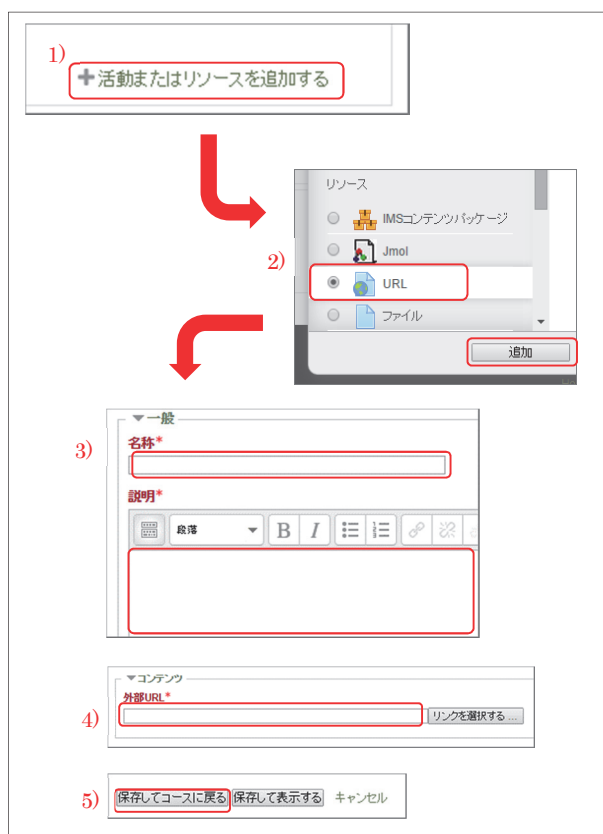 1)
活動またはリソースを追加する
リソース
IMSコンテンツパッケージ
Jmol
2)
URL
ファイル
追加
一般
3)
名称*
説明*
段落 B I
コンテンツ
外部URL*
4)
リンクを選択する ...
5)
保存してコースに戻る 保存して表示する キャンセル